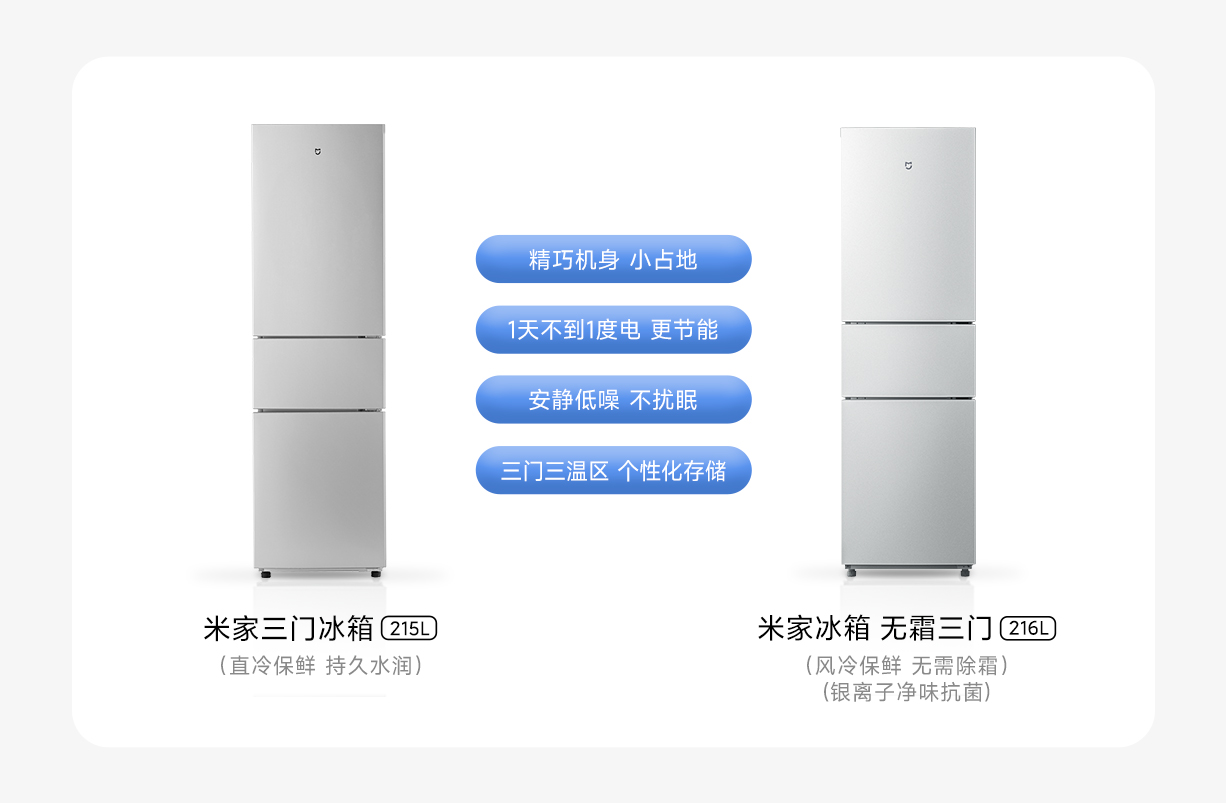 精巧机身 小占地
1天不到1度电 更节能
安静低噪 不扰眠
三门三温区 个性化存储
米家三门冰箱 215L
(直冷保鲜 持久水润)
米家冰箱 无霜三门 216L
(风冷保鲜 无需除霜)
(银离子净味抗菌)